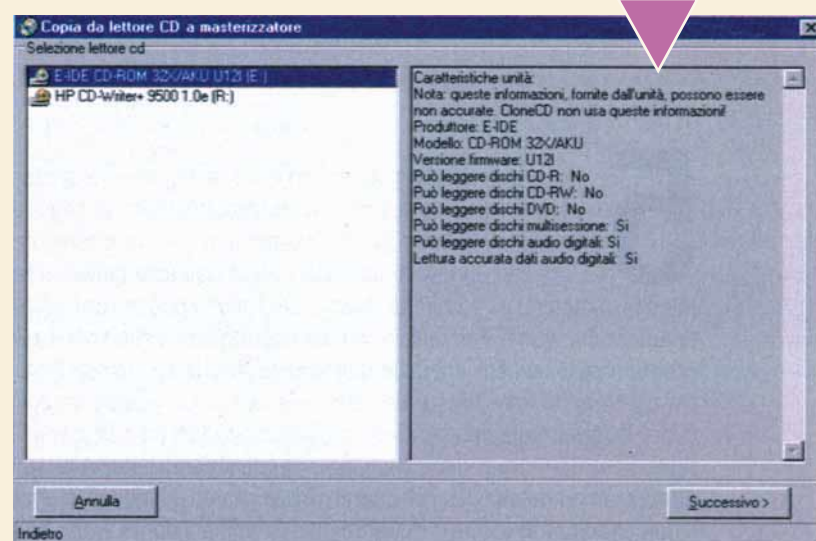 Copia da lettore CD a masterizzatore
Selezione lettore cd
E-IDE CD-ROM 32X/AKU U12I (E:)
HP CD-Writer+ 9500 1.0e (R:)
Caratteristiche unità:
Nota: queste informazioni, fornite dall'unità, possono essere
non accurate. CloneCD non usa queste informazioni!
Produttore: E-IDE
Modello: CD-ROM 32X/AKU
Versione firmware: U12I
Può leggere dischi CD-R: No
Può leggere dischi CD-RW: No
Può leggere dischi DVD: No
Può leggere dischi multisessione: Si
Può leggere dischi audio digitali: Si
Lettura accurata dati audio digitali: Si
Annulla
Successivo >
Indietro